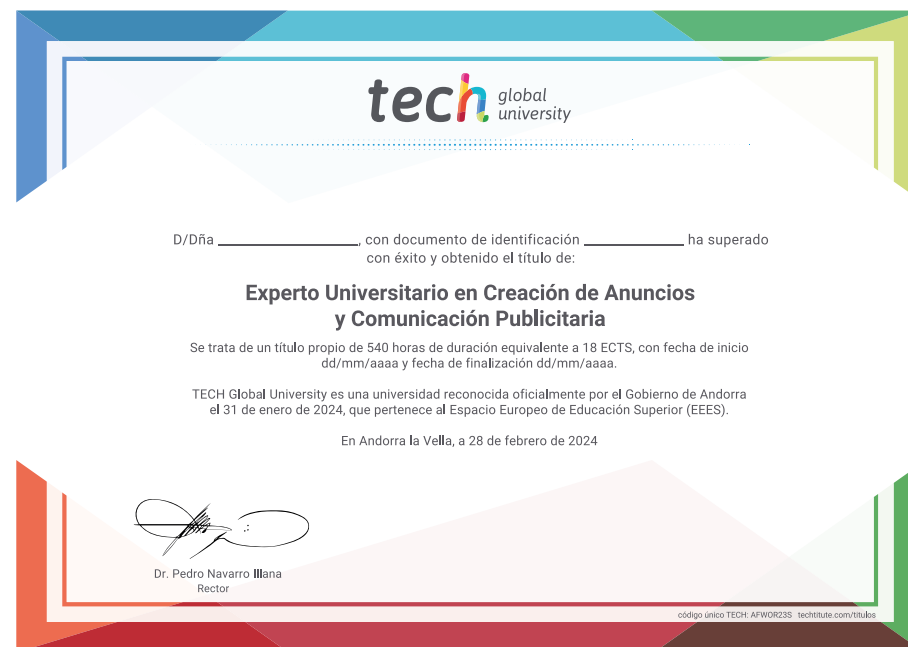 tech global university
D/Dña ____________________, con documento de identificación ______________ ha superado
con éxito y obtenido el título de:
Experto Universitario en Creación de Anuncios
y Comunicación Publicitaria
Se trata de un título propio de 540 horas de duración equivalente a 18 ECTS, con fecha de inicio
dd/mm/aaaa y fecha de finalización dd/mm/aaaa.
TECH Global University es una universidad reconocida oficialmente por el Gobierno de Andorra
el 31 de enero de 2024, que pertenece al Espacio Europeo de Educación Superior (EEES).
En Andorra la Vella, a 28 de febrero de 2024
Dr. Pedro Navarro Illana
Rector
código único TECH: AFWOR23S techtitute.com/titulos